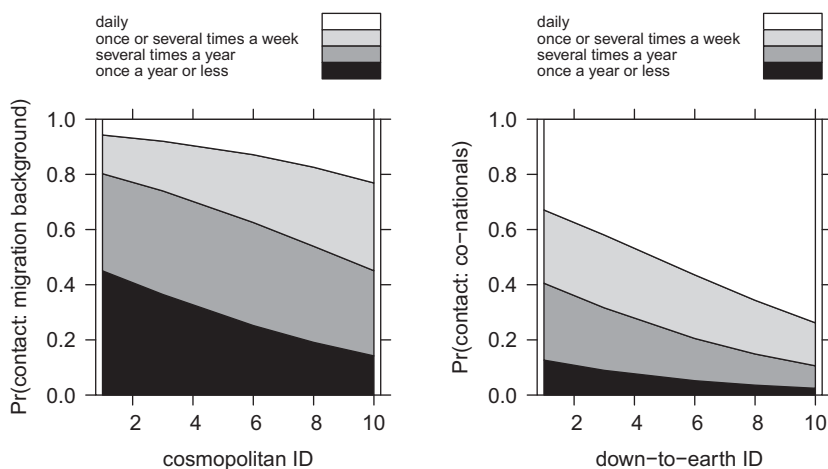 daily
once or several times a week
several times a year
once a year or less
Pr(contact: migration background)
1.0
0.8
0.6
0.4
0.2
0.0
2 4 6 8 10
cosmopolitan ID
daily
once or several times a week
several times a year
once a year or less
Pr(contact: co−nationals)
1.0
0.8
0.6
0.4
0.2
0.0
2 4 6 8 10
down−to−earth ID